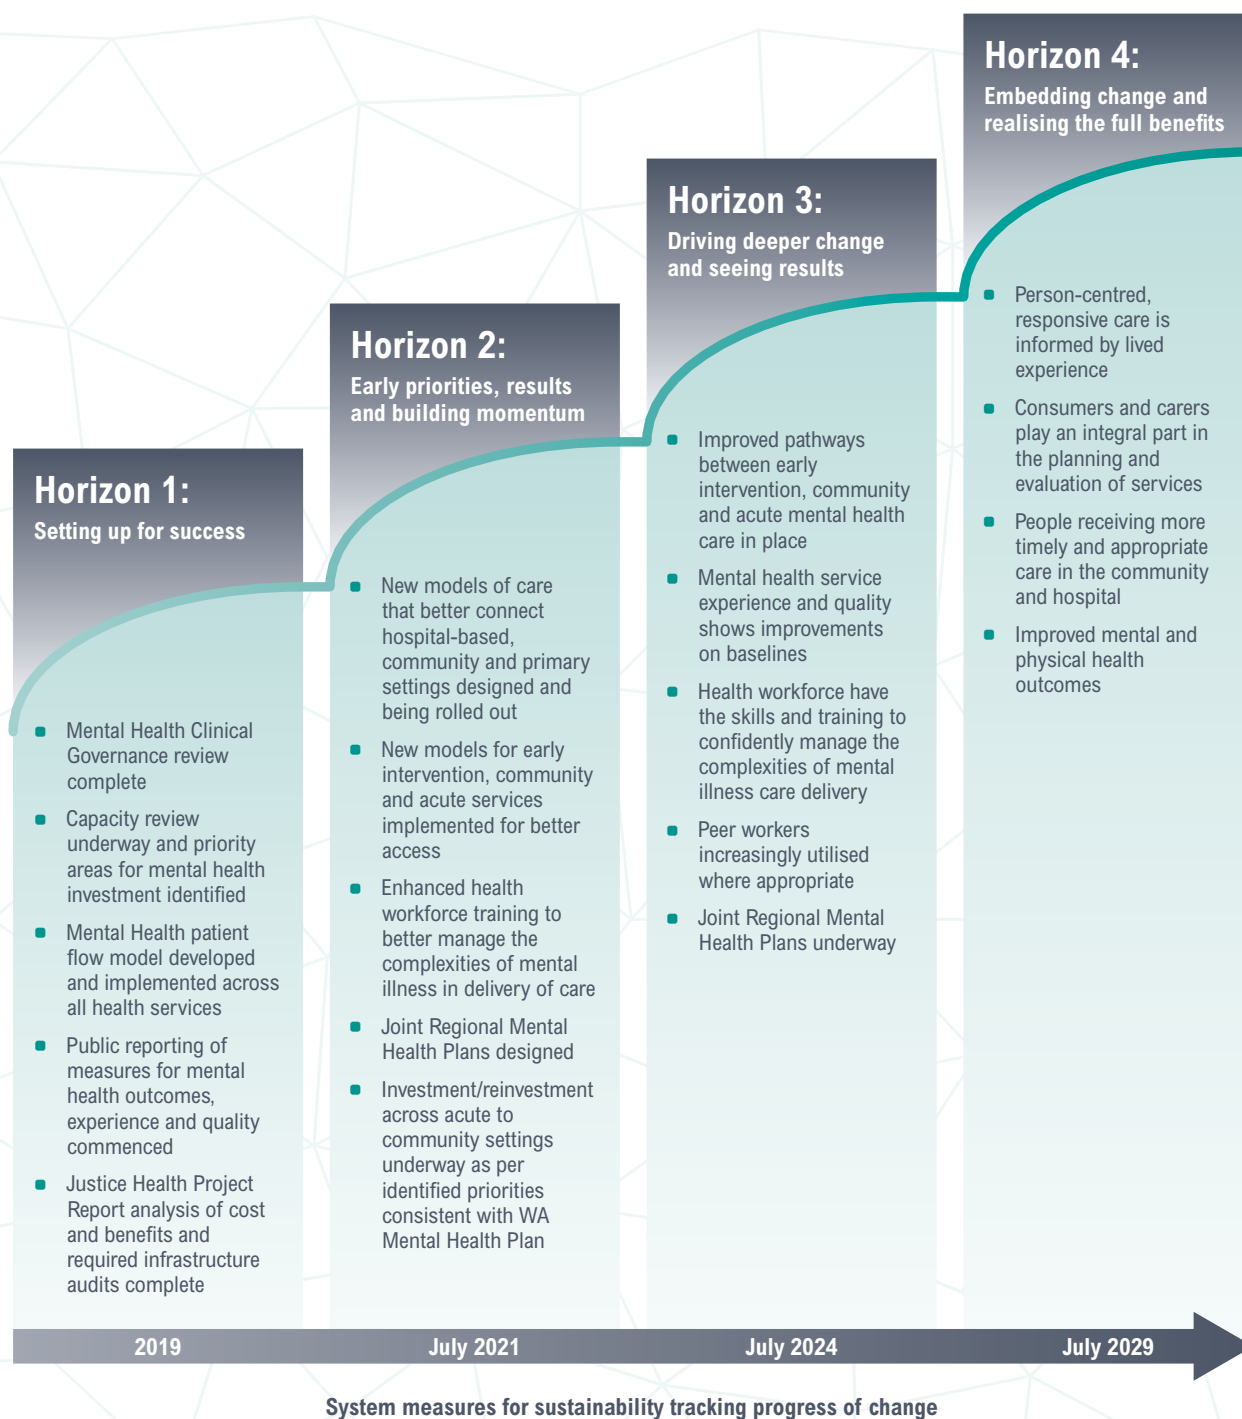 Horizon 1:
Setting up for success
Mental Health Clinical
Governance review
complete
Capacity review
underway and priority
areas for mental health
investment identified
Mental Health patient
flow model developed
and implemented across
all health services
Public reporting of
measures for mental
health outcomes,
experience and quality
commenced
Justice Health Project
Report analysis of cost
and benefits and
required infrastructure
audits complete
2019
Horizon 2:
Early priorities, results
and building momentum
New models of care
that better connect
hospital-based,
community and primary
settings designed and
being rolled out
New models for early
intervention, community
and acute services
implemented for better
access
Enhanced health
workforce training to
better manage the
complexities of mental
illness in delivery of care
Joint Regional Mental
Health Plans designed
Investment/reinvestment
across acute to
community settings
underway as per
identified priorities
consistent with WA
Mental Health Plan
July 2021
Horizon 3:
Driving deeper change
and seeing results
Improved pathways
between early
intervention, community
and acute mental health
care in place
Mental health service
experience and quality
shows improvements
on baselines
Health workforce have
the skills and training to
confidently manage the
complexities of mental
illness care delivery
Peer workers
increasingly utilised
where appropriate
Joint Regional Mental
Health Plans underway
July 2024
Horizon 4:
Embedding change and
realising the full benefits
Person-centred,
responsive care is
informed by lived
experience
Consumers and carers
play an integral part in
the planning and
evaluation of services
People receiving more
timely and appropriate
care in the community
and hospital
Improved mental and
physical health
outcomes
July 2029
System measures for sustainability tracking progress of change